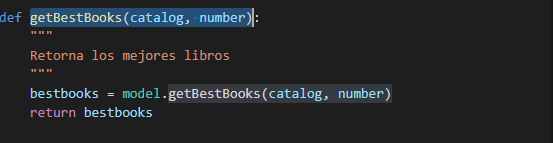 def getBestBooks(catalog, number):
"""
Retorna los mejores libros
"""
bestbooks = model.getBestBooks(catalog, number)
return bestbooks